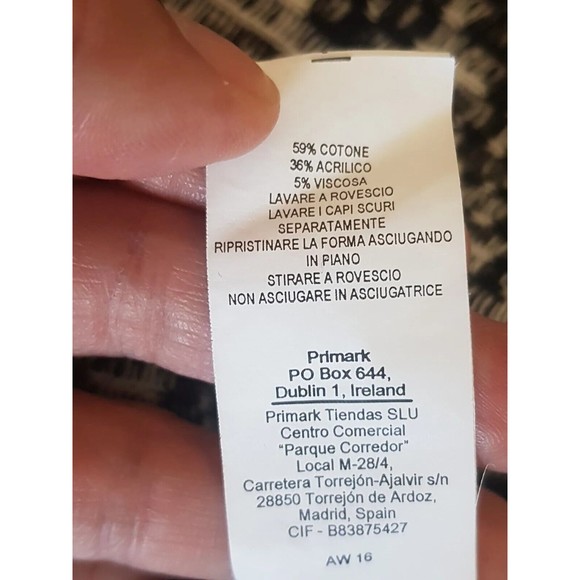 59% COTONE
36% ACRILICO
5% VISCOSA
LAVARE A ROVESCIO
LAVARE I CAPI SCURI
SEPARATAMENTE
RIPRISTINARE LA FORMA ASCIUGANDO
IN PIANO
STIRARE A ROVESCIO
NON ASCIUGARE IN ASCIUGATRICE
Primark
PO Box 644,
Dublin 1, Ireland
Primark Tiendas SLU
Centro Comercial
"Parque Corredor"
Local M-28/4,
Carretera Torrejón-Ajalvir s/n
28850 Torrejón de Ardoz,
Madrid, Spain
CIF - B83875427
AW 16